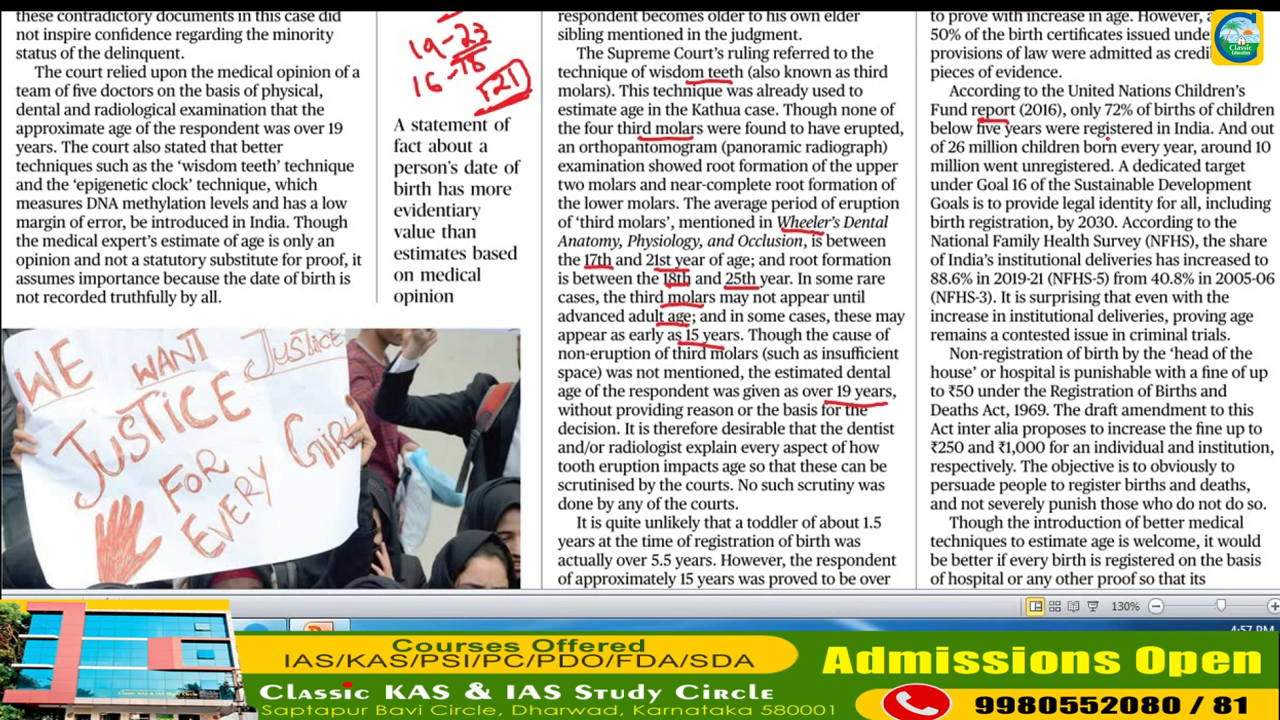 these contradictory documents in this case did
not inspire confidence regarding the minority
status of the delinquent.
The court relied upon the medical opinion of a
team of five doctors on the basis of physical,
dental and radiological examination that the
approximate age of the respondent was over 19
years. The court also stated that better
techniques such as the ‘wisdom teeth’ technique
and the ‘epigenetic clock’ technique, which
measures DNA methylation levels and has a low
margin of error, be introduced in India. Though
the medical expert’s estimate of age is only an
opinion and not a statutory substitute for proof, it
assumes importance because the date of birth is
not recorded truthfully by all.
19-23
16-18
21
A statement of
fact about a
person’s date of
birth has more
evidentiary
value than
estimates based
on medical
opinion
WE
WANT
JUSTICE
JUSTICE
FOR
EVERY
GIRL
respondent becomes older to his own elder
sibling mentioned in the judgment.
The Supreme Court’s ruling referred to the
technique of wisdom teeth (also known as third
molars). This technique was already used to
estimate age in the Kathua case. Though none of
the four third molars were found to have erupted,
an orthopantomogram (panoramic radiograph)
examination showed root formation of the upper
two molars and near-complete root formation of
the lower molars. The average period of eruption
of ‘third molars’, mentioned in Wheeler’s Dental
Anatomy, Physiology, and Occlusion, is between
the 17th and 21st year of age; and root formation
is between the 18th and 25th year. In some rare
cases, the third molars may not appear until
advanced adult age; and in some cases, these may
appear as early as 15 years. Though the cause of
non-eruption of third molars (such as insufficient
space) was not mentioned, the estimated dental
age of the respondent was given as over 19 years,
without providing reason or the basis for the
decision. It is therefore desirable that the dentist
and/or radiologist explain every aspect of how
tooth eruption impacts age so that these can be
scrutinised by the courts. No such scrutiny was
done by any of the courts.
It is quite unlikely that a toddler of about 1.5
years at the time of registration of birth was
actually over 5.5 years. However, the respondent
of approximately 15 years was proved to be over
to prove with increase in age. However,
50% of the birth certificates issued under
provisions of law were admitted as
pieces of evidence.
According to the United Nations Children’s
Fund report (2016), only 72% of births of children
below five years were registered in India. And out
of 26 million children born every year, around 10
million went unregistered. A dedicated target
under Goal 16 of the Sustainable Development
Goals is to provide legal identity for all, including
birth registration, by 2030. According to the
National Family Health Survey (NFHS), the share
of India’s institutional deliveries has increased to
88.6% in 2019-21 (NFHS-5) from 40.8% in 2005-06
(NFHS-3). It is surprising that even with the
increase in institutional deliveries, proving age
remains a contested issue in criminal trials.
Non-registration of birth by the ‘head of the
house’ or hospital is punishable with a fine of up
to ₹50 under the Registration of Births and
Deaths Act, 1969. The draft amendment to this
Act inter alia proposes to increase the fine up to
₹250 and ₹1,000 for an individual and institution,
respectively. The objective is to obviously to
persuade people to register births and deaths,
and not severely punish those who do not do so.
Though the introduction of better medical
techniques to estimate age is welcome, it would
be better if every birth is registered on the basis
of hospital or any other proof so that its
Classic
Education
130%
4:57 PM
Courses Offered
IAS/KAS/PSI/PC/PDO/FDA/SDA
Classic KAS & IAS Study Circle
Saptapur Bavi Circle, Dharwad, Karnataka 580001
Admissions Open
9980552080 / 81